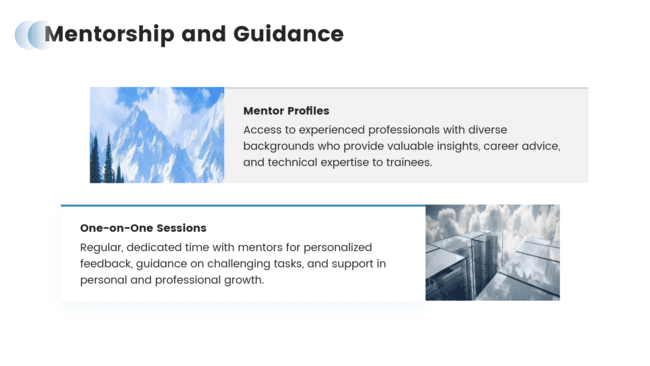 Mentorship and Guidance
Mentor Profiles
Access to experienced professionals with diverse
backgrounds who provide valuable insights, career advice,
and technical expertise to trainees.
One-on-One Sessions
Regular, dedicated time with mentors for personalized
feedback, guidance on challenging tasks, and support in
personal and professional growth.